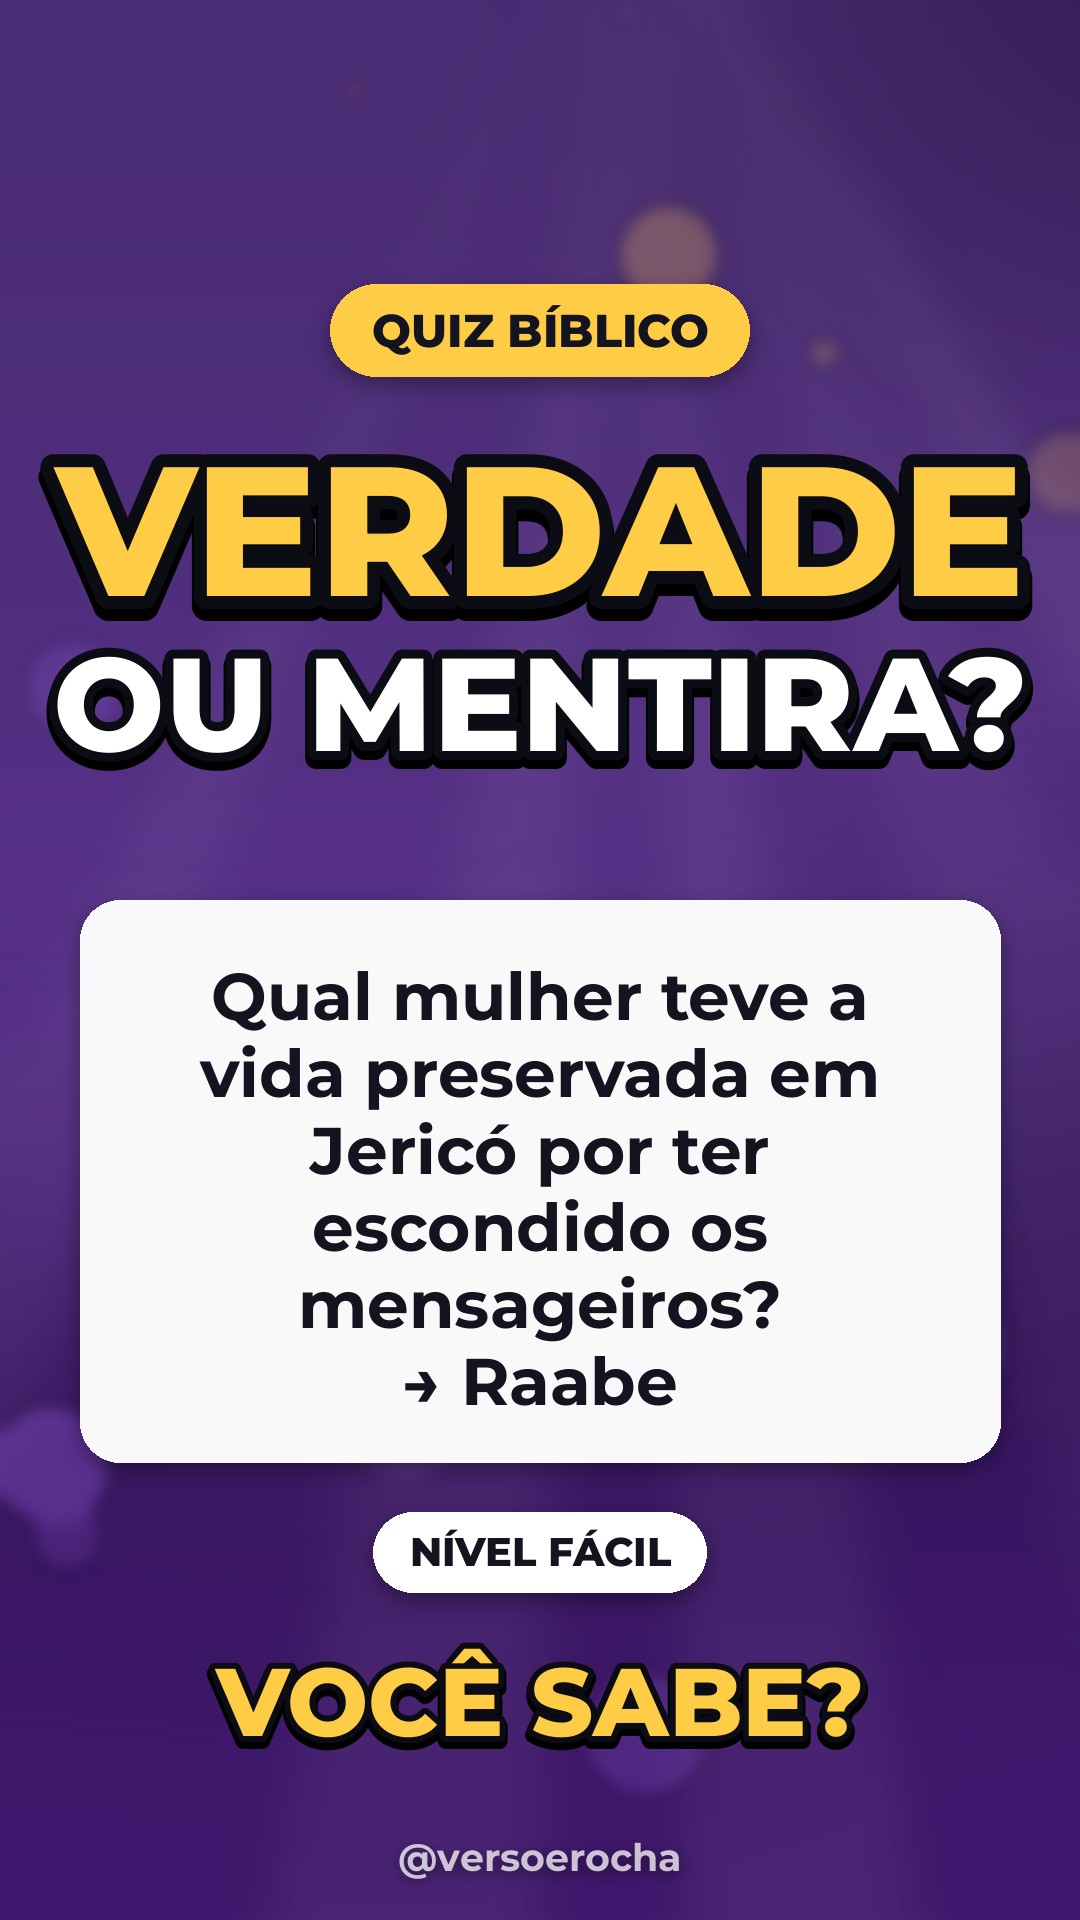 QUIZ BÍBLICO
VERDADE
OU MENTIRA?
Qual mulher teve a
vida preservada em
Jericó por ter
escondido os
mensageiros?
→ Raabe
NÍVEL FÁCIL
VOCÊ SABE?
@versoerocha